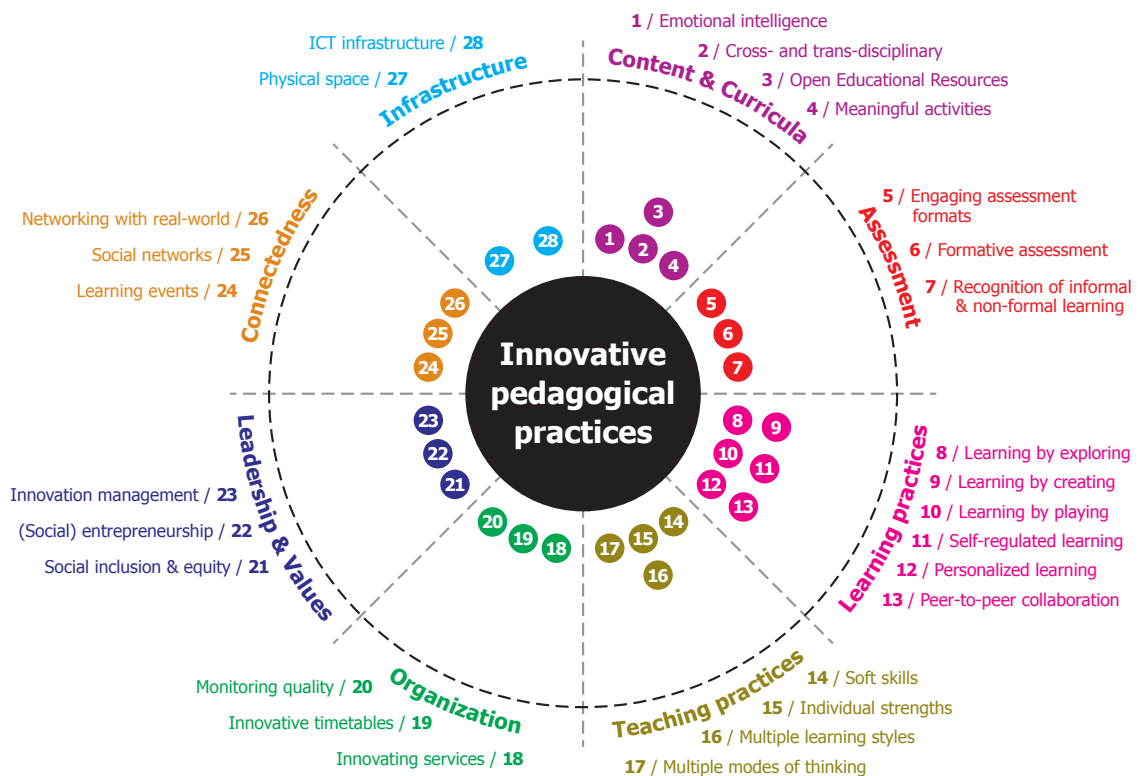 Innovative
pedagogical
practices
Content & Curricula
1 / Emotional intelligence
2 / Cross- and trans-disciplinary
3 / Open Educational Resources
4 / Meaningful activities
Assessment
5 / Engaging assessment
formats
6 / Formative assessment
7 / Recognition of informal
& non-formal learning
Learning practices
8 / Learning by exploring
9 / Learning by creating
10 / Learning by playing
11 / Self-regulated learning
12 / Personalized learning
13 / Peer-to-peer collaboration
Teaching practices
14 / Soft skills
15 / Individual strengths
16 / Multiple learning styles
17 / Multiple modes of thinking
Organization
Monitoring quality / 20
Innovative timetables / 19
Innovating services / 18
Leadership & Values
Innovation management / 23
(Social) entrepreneurship / 22
Social inclusion & equity / 21
Connectedness
Networking with real-world / 26
Social networks / 25
Learning events / 24
Infrastructure
ICT infrastructure / 28
Physical space / 27
1
2
3
4
5
6
7
8
9
10
11
12
13
14
15
16
17
18
19
20
21
22
23
24
25
26
27
28